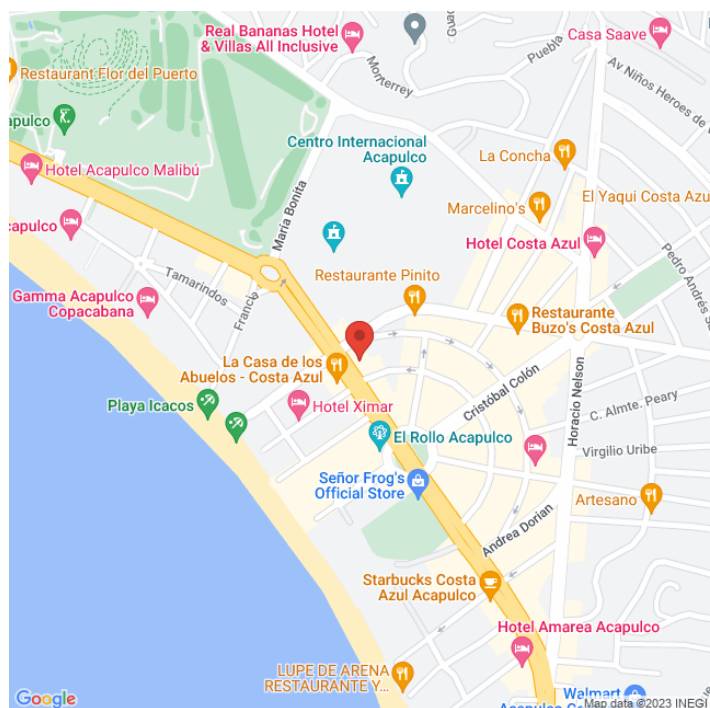 Real Bananas Hotel
& Villas All Inclusive
Monterrey
Puebla
Casa Saave
Av Niños Heroes de
Restaurant Flor del Puerto
Hotel Acapulco Malibú
Centro Internacional
Acapulco
La Concha
Marcelino's
El Yaqui Costa Azul
Hotel Costa Azul
María Bonita
Tamarindos
Francia
Gamma Acapulco
Copacabana
Restaurante Pinito
Restaurante
Buzo's Costa Azul
Pedro Andrés
La Casa de los
Abuelos - Costa Azul
Hotel Ximar
Playa Icacos
El Rollo Acapulco
Cristóbal Colón
Horacio Nelson
C. Almte. Peary
Virgilio Uribe
Señor Frog's
Official Store
Artesano
Andrea Dorian
Starbucks Costa
Azul Acapulco
Hotel Amarea Acapulco
LUPE DE ARENA
RESTAURANTE Y...
Walmart
Google
Map data ©2023 INEGI